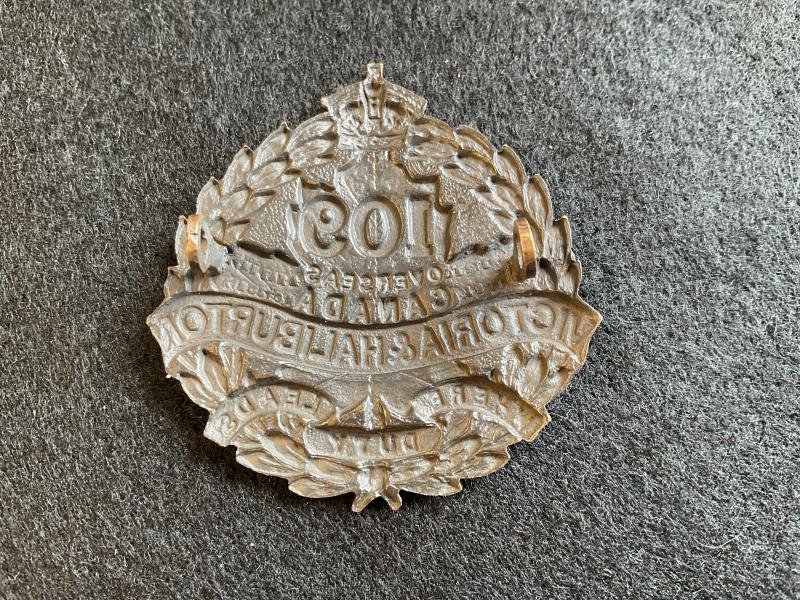 109
OVERSEAS
CANADA
VICTORIA & HALIBURTON
WHERE DUTY LEADS